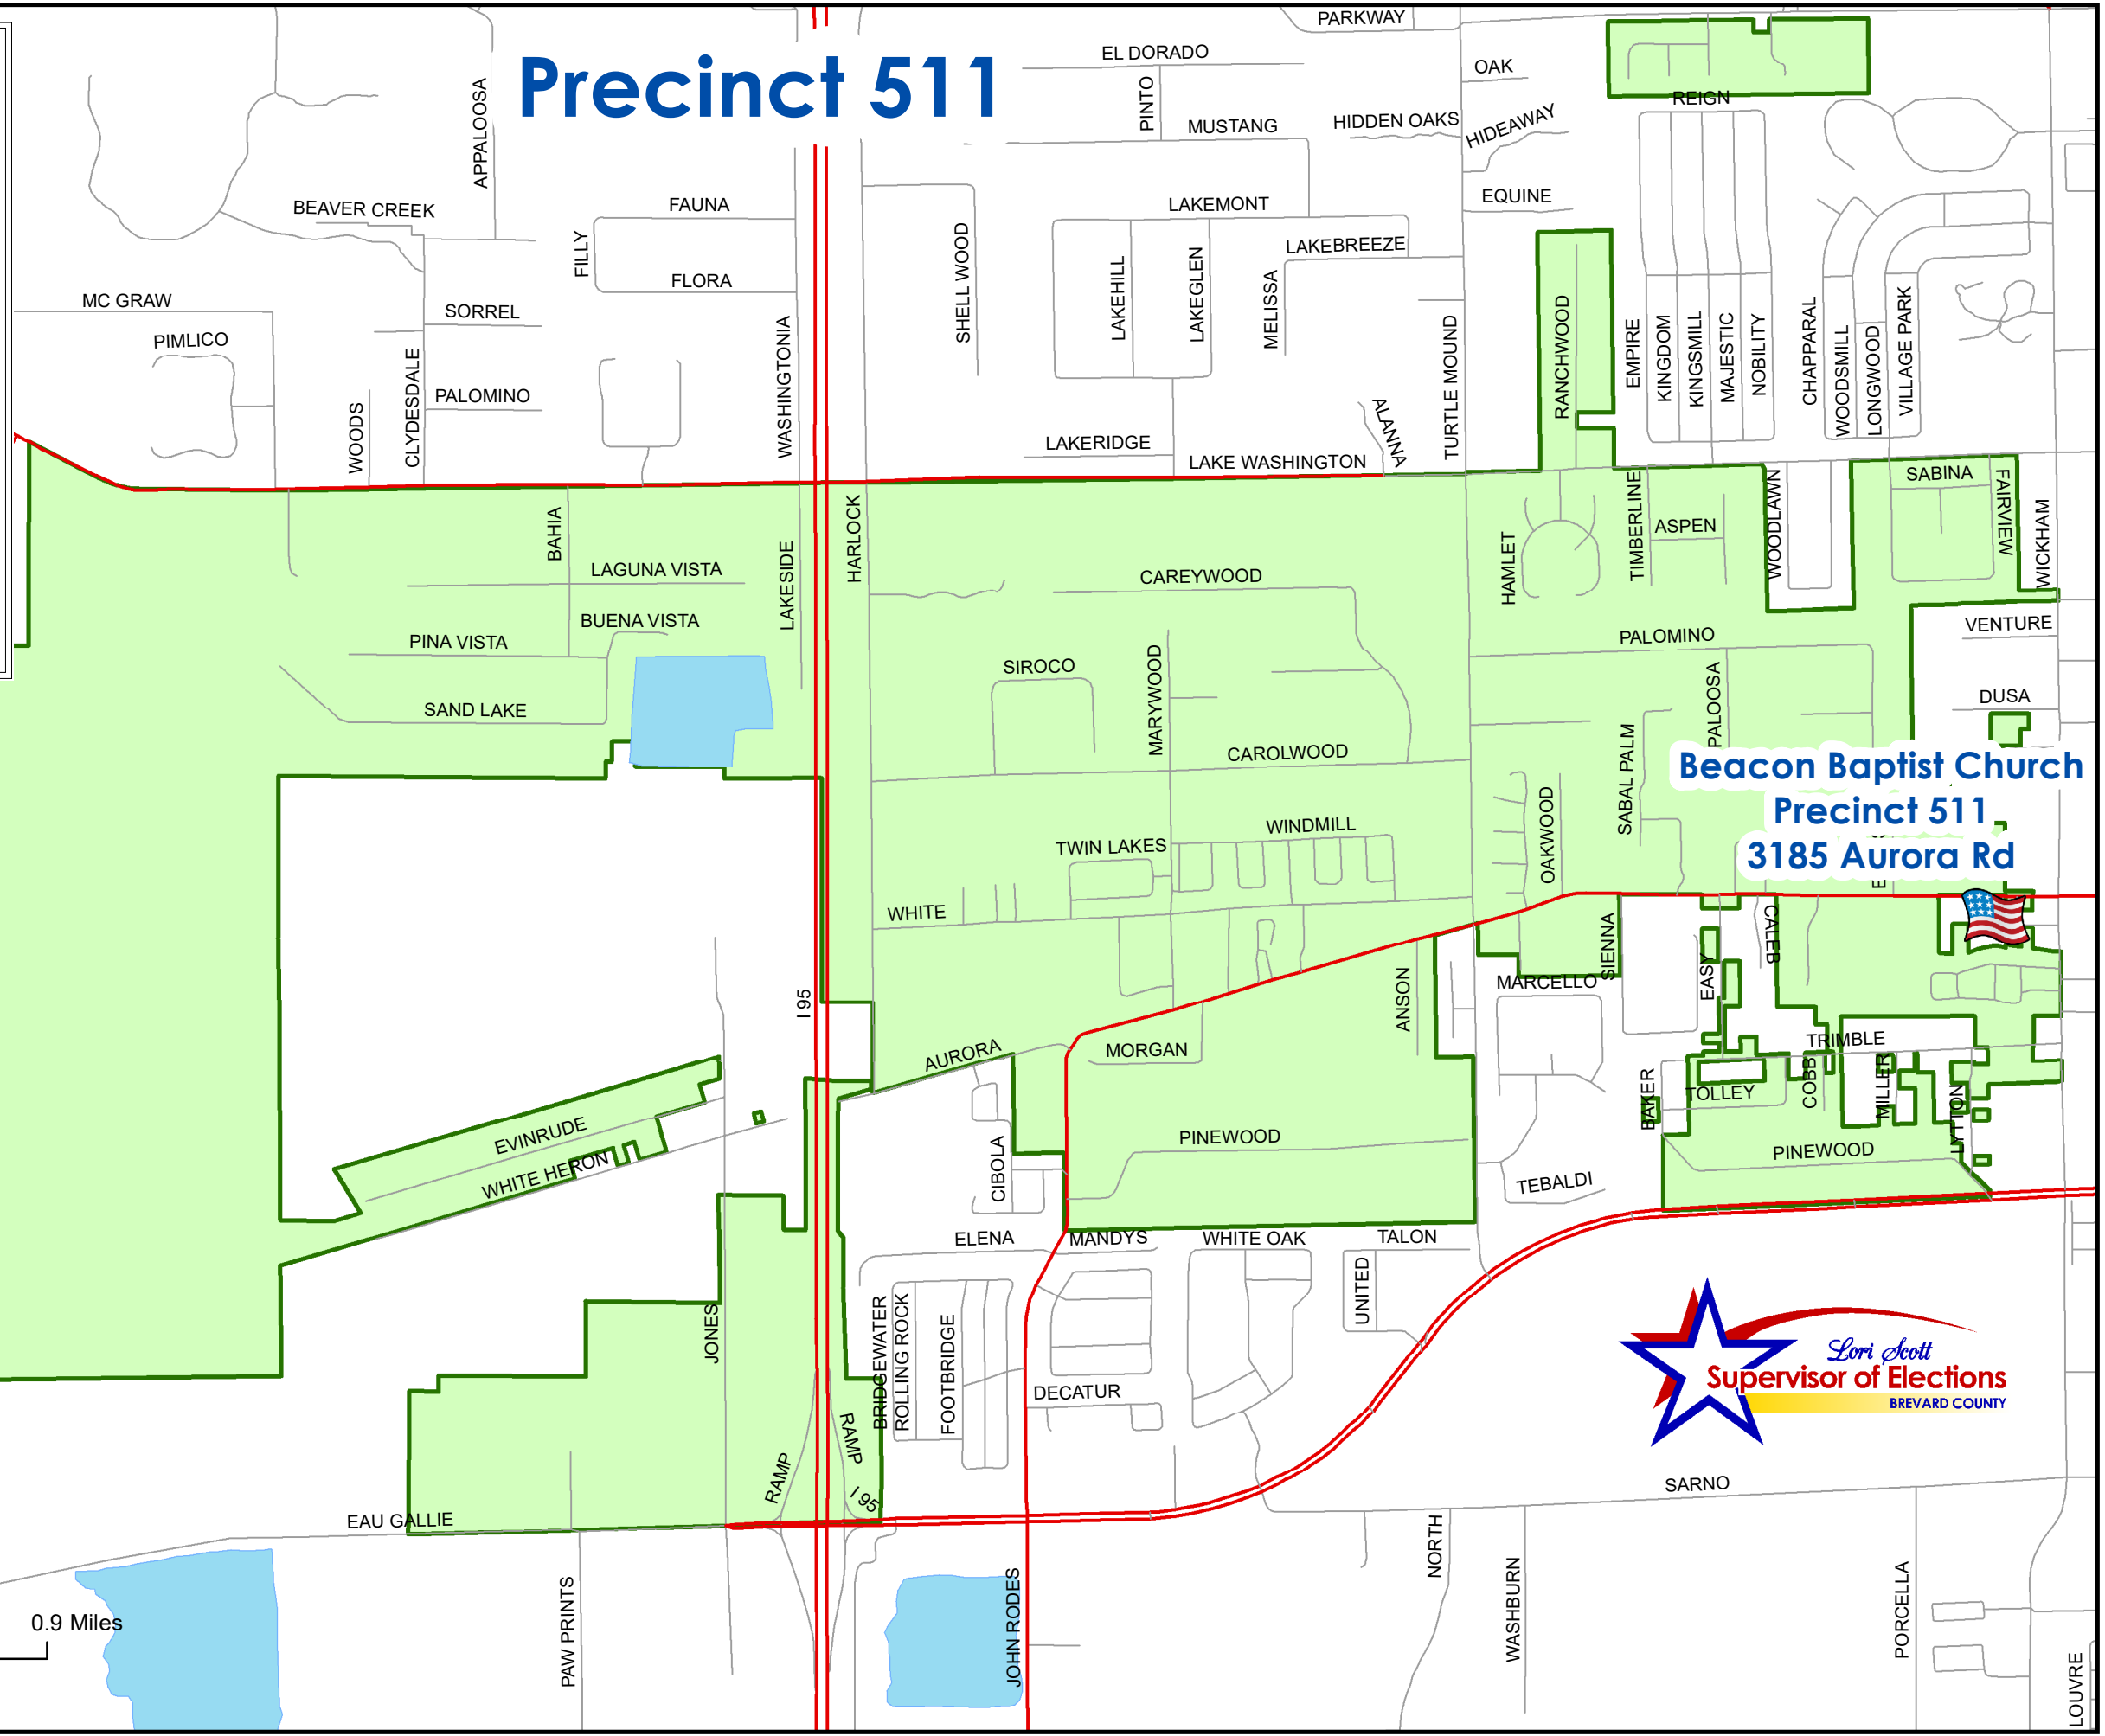 PARKWAY
EL DORADO
Precinct 511
OAK
APPALOOSA
PINTO
REIGN
MUSTANG
HIDDEN OAKS
HIDEAWAY
BEAVER CREEK
FAUNA
LAKEMONT
EQUINE
FILLY
SHELL WOOD
LAKEBREEZE
FLORA
LAKEHILL
LAKEGLEN
MELISSA
MC GRAW
SORREL
PIMLICO
WASHINGTONIA
TURTLE MOUND
RANCHWOOD
EMPIRE
KINGDOM
KINGSMILL
MAJESTIC
NOBILITY
CHAPPARAL
WOODSMILL
LONGWOOD
VILLAGE PARK
WOODS
CLYDESDALE
PALOMINO
ALANNA
LAKERIDGE
LAKE WASHINGTON
SABINA
FAIRVIEW
WICKHAM
BAHIA
HARLOCK
HAMLET
TIMBERLINE
ASPEN
WOODLAWN
LAGUNA VISTA
LAKESIDE
CAREYWOOD
BUENA VISTA
VENTURE
PINA VISTA
PALOMINO
SIROCO
MARYWOOD
PALOOSA
DUSA
SAND LAKE
SABAL PALM
CAROLWOOD
Beacon Baptist Church
Precinct 511
3185 Aurora Rd
OAKWOOD
WINDMILL
TWIN LAKES
WHITE
SIENNA
CALEB
EASY
I 95
ANSON
MARCELLO
AURORA
MORGAN
TRIMBLE
BAKER
TOLLEY
COBB
MILLER
LYTTON
EVINRUDE
PINEWOOD
PINEWOOD
WHITE HERON
CIBOLA
TEBALDI
ELENA
MANDYS
WHITE OAK
TALON
UNITED
JONES
BRIDGEWATER
ROLLING ROCK
FOOTBRIDGE
Lori Scott
Supervisor of Elections
BREVARD COUNTY
DECATUR
RAMP
RAMP
I 95
SARNO
EAU GALLIE
NORTH
WASHBURN
PORCELLA
PAW PRINTS
JOHN RODES
0.9 Miles
LOUVRE